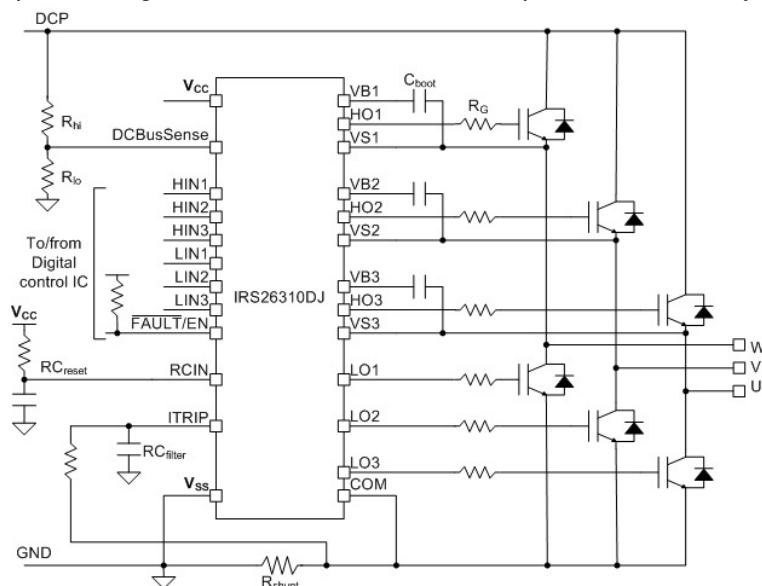 DCP
VCC
Rhi
DCBusSense
Rlo
HIN1
HIN2
HIN3
LIN1
LIN2
LIN3
FAULT/EN
To/from
Digital
control IC
VCC
RCreset
RCIN
ITRIP
RCfilter
VSS
GND
Rshunt
IRS26310DJ
VB1
Cboot
HO1
RG
VS1
VB2
HO2
VS2
VB3
HO3
VS3
LO1
LO2
LO3
COM
W
V
U